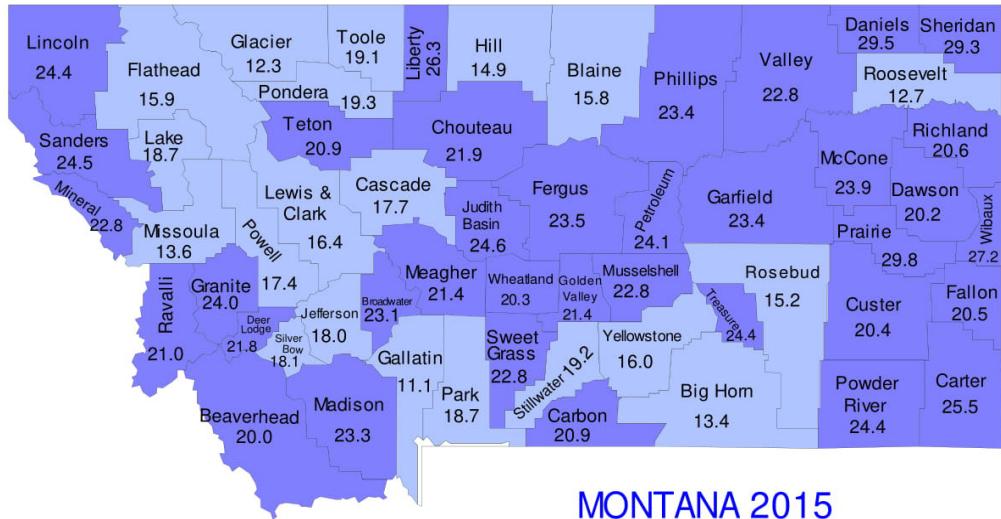 Lincoln
24.4
Flathead
15.9
Glacier
12.3
Toole
19.1
Liberty
26.3
Hill
14.9
Blaine
15.8
Phillips
23.4
Valley
22.8
Daniels
29.5
Sheridan
29.3
Roosevelt
12.7
Pondera
19.3
Teton
20.9
Chouteau
21.9
Richland
20.6
Sanders
24.5
Lake
18.7
Lewis &
Clark
16.4
Cascade
17.7
Judith
Basin
24.6
Fergus
23.5
Petroleum
24.1
Garfield
23.4
McCone
23.9
Dawson
20.2
Wibaux
27.2
Prairie
29.8
Mineral
22.8
Missoula
13.6
Powell
17.4
Ravalli
21.0
Granite
24.0
Deer
Lodge
21.8
Silver
Bow
18.1
Jefferson
18.0
Broadwater
23.1
Meagher
21.4
Wheatland
20.3
Golden
Valley
21.4
Musselshell
22.8
Rosebud
15.2
Treasure
24.4
Custer
20.4
Fallon
20.5
Beaverhead
20.0
Madison
23.3
Gallatin
11.1
Park
18.7
Sweet
Grass
22.8
Stillwater 19.2
Yellowstone
16.0
Carbon
20.9
Big Horn
13.4
Powder
River
24.4
Carter
25.5
MONTANA 2015